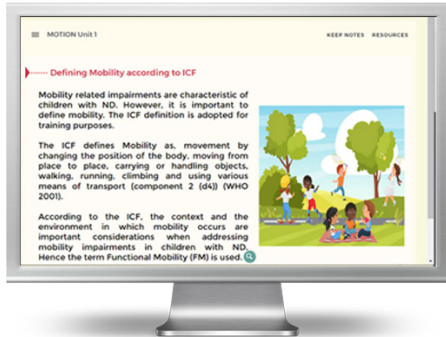 MOTION Unit 1
KEEP NOTES RESOURCES
Defining Mobility according to ICF
Mobility related impairments are characteristic of
children with ND. However, it is important to
define mobility. The ICF definition is adopted for
training purposes.
The ICF defines Mobility as, movement by
changing the position of the body, moving from
place to place, carrying or handling objects,
walking, running, climbing and using various
means of transport (component 2 (d4)) (WHO
2001).
According to the ICF, the context and the
environment in which mobility occurs are
important considerations when addressing
mobility impairments in children with ND.
Hence the term Functional Mobility (FM) is used.